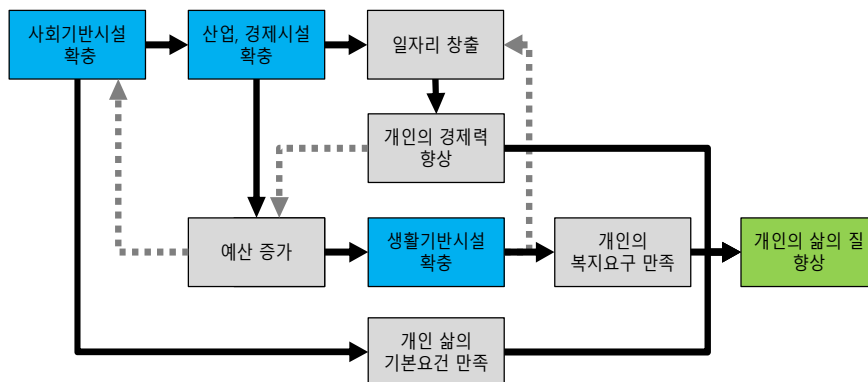 사회기반시설
확충
산업, 경제시설
확충
일자리 창출
개인의 경제력
향상
예산 증가
생활기반시설
확충
개인의
복지요구 만족
개인의 삶의 질
향상
개인 삶의
기본요건 만족